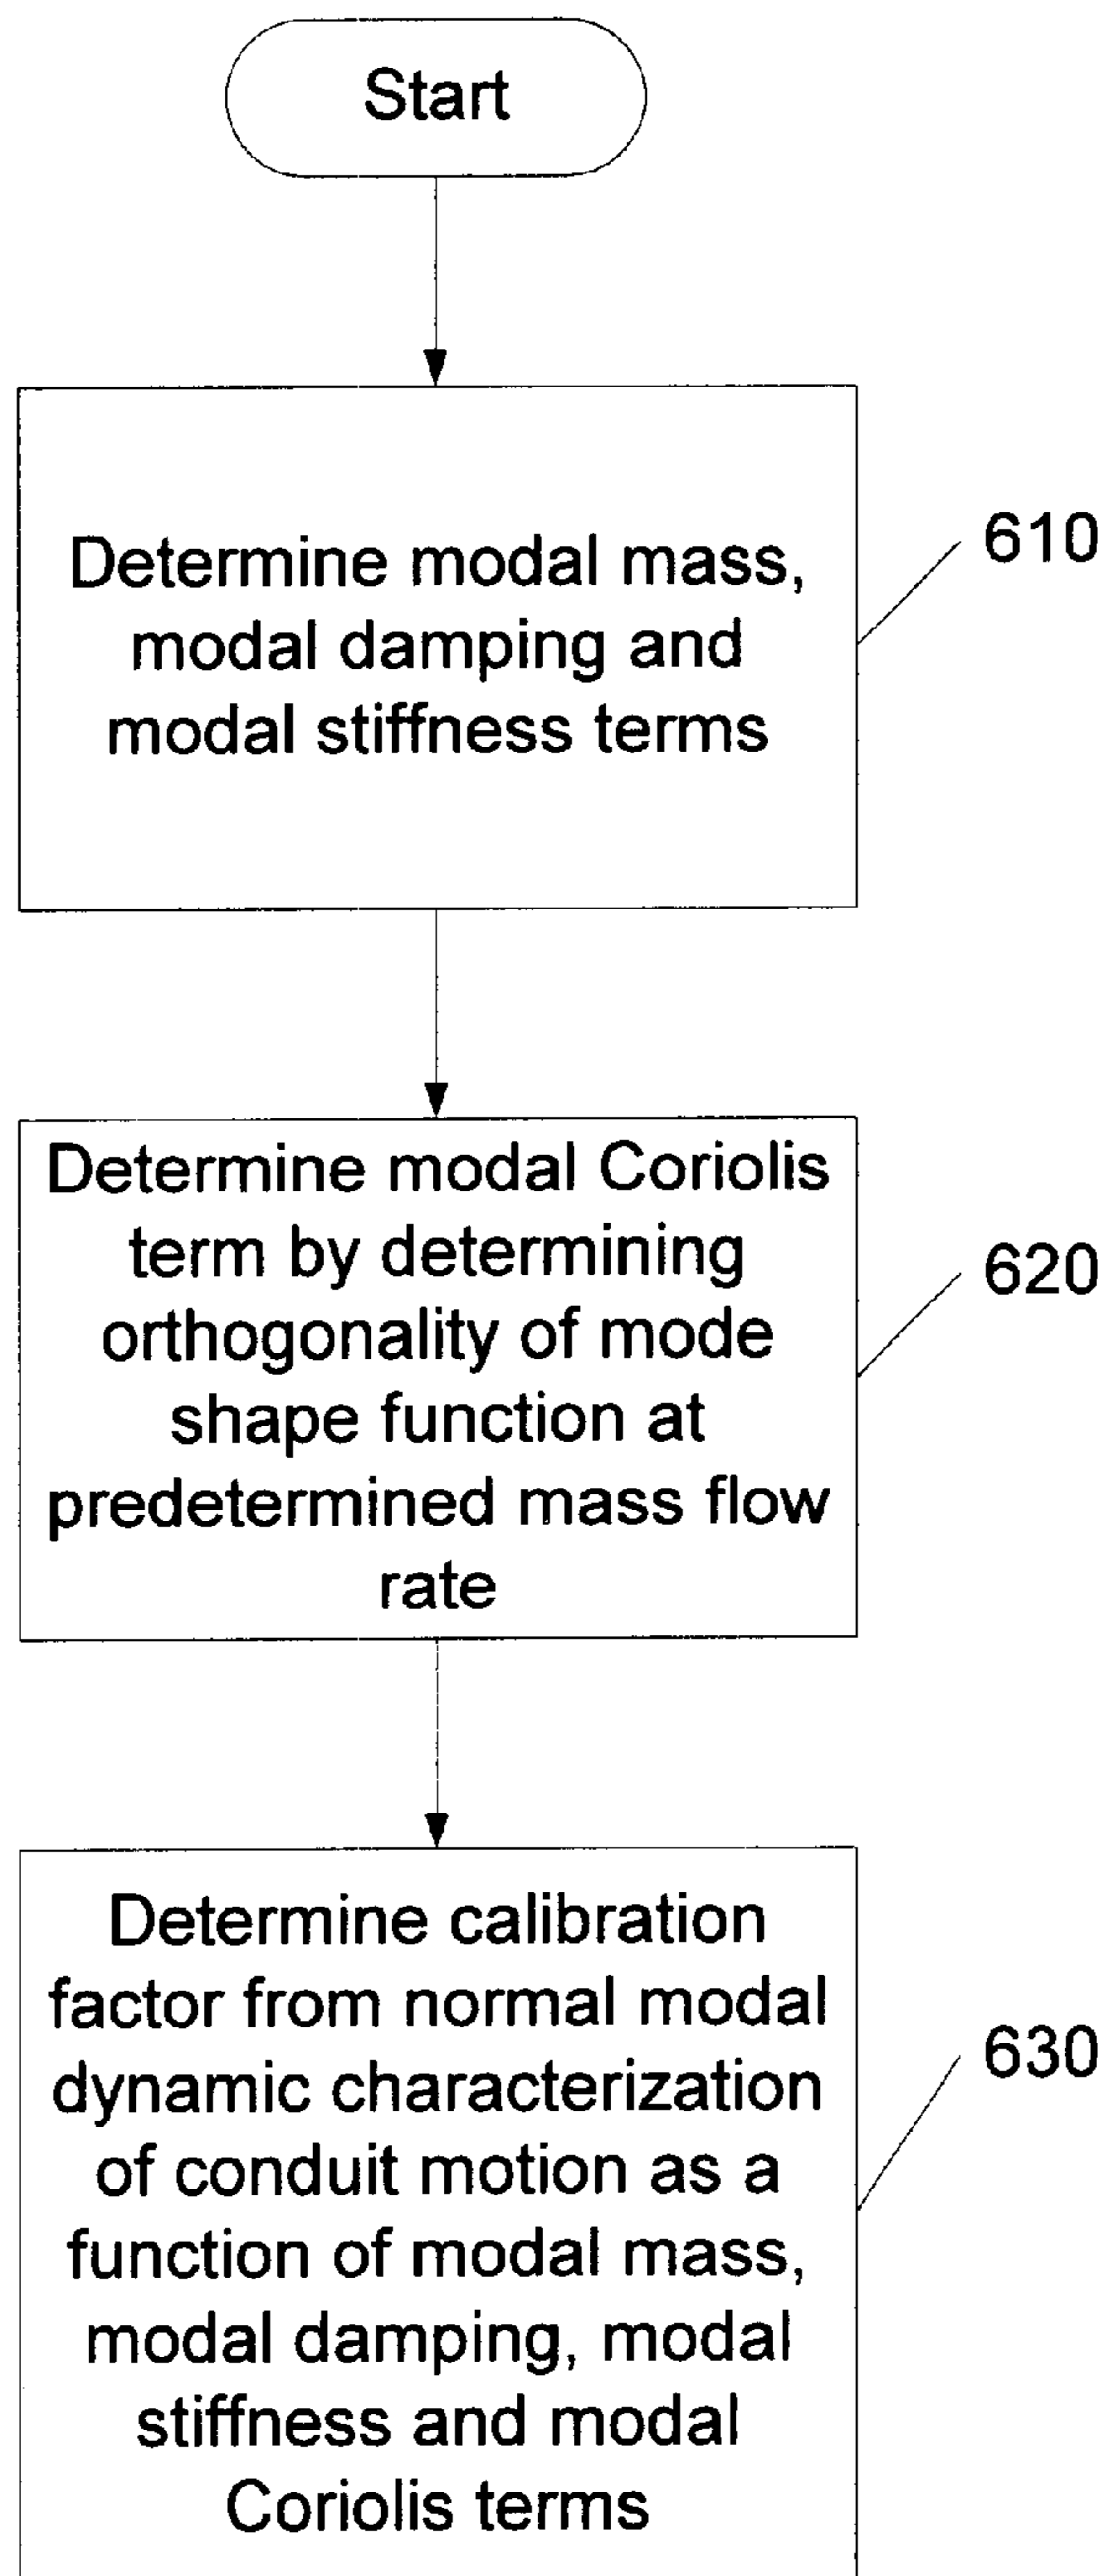 Start
Determine modal mass,
modal damping and
modal stiffness terms
610
Determine modal Coriolis
term by determining
orthogonality of mode
shape function at
predetermined mass flow
rate
620
Determine calibration
factor from normal modal
dynamic characterization
of conduit motion as a
function of modal mass,
modal damping, modal
stiffness and modal
Coriolis terms
630